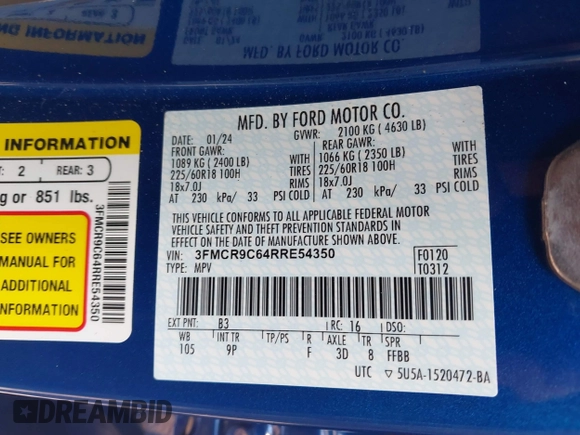 MFD. BY FORD MOTOR CO.
DATE: 01/24
GVWR: 2100 KG ( 4630 LB)
FRONT GAWR:
1089 KG ( 2400 LB) WITH
225/60R18 100H TIRES
18x7.0J RIMS
AT 230 kPa/ 33 PSI COLD
REAR GAWR:
1066 KG ( 2350 LB) WITH
225/60R18 100H TIRES
18x7.0J RIMS
AT 230 kPa/ 33 PSI COLD
THIS VEHICLE CONFORMS TO ALL APPLICABLE FEDERAL MOTOR
VEHICLE SAFETY AND THEFT PREVENTION STANDARDS IN
EFFECT ON THE DATE OF MANUFACTURE SHOWN ABOVE.
VIN: 3FMCR9C64RRE54350
TYPE: MPV
F0120
T0312
EXT PNT: B3 RC: 16 DSO:
WB INT TR TP/PS R AXLE TR SPR
105 9P F 3D 8 FFBB
UTC ▽ 5U5A-1520472-BA
INFORMATION
2 REAR: 3
g or 851 lbs.
SEE OWNERS
MANUAL FOR
ADDITIONAL
INFORMATION
3FMCR9C64RRE54350
MFD. BY FORD MOTOR CO.
DREAMBID